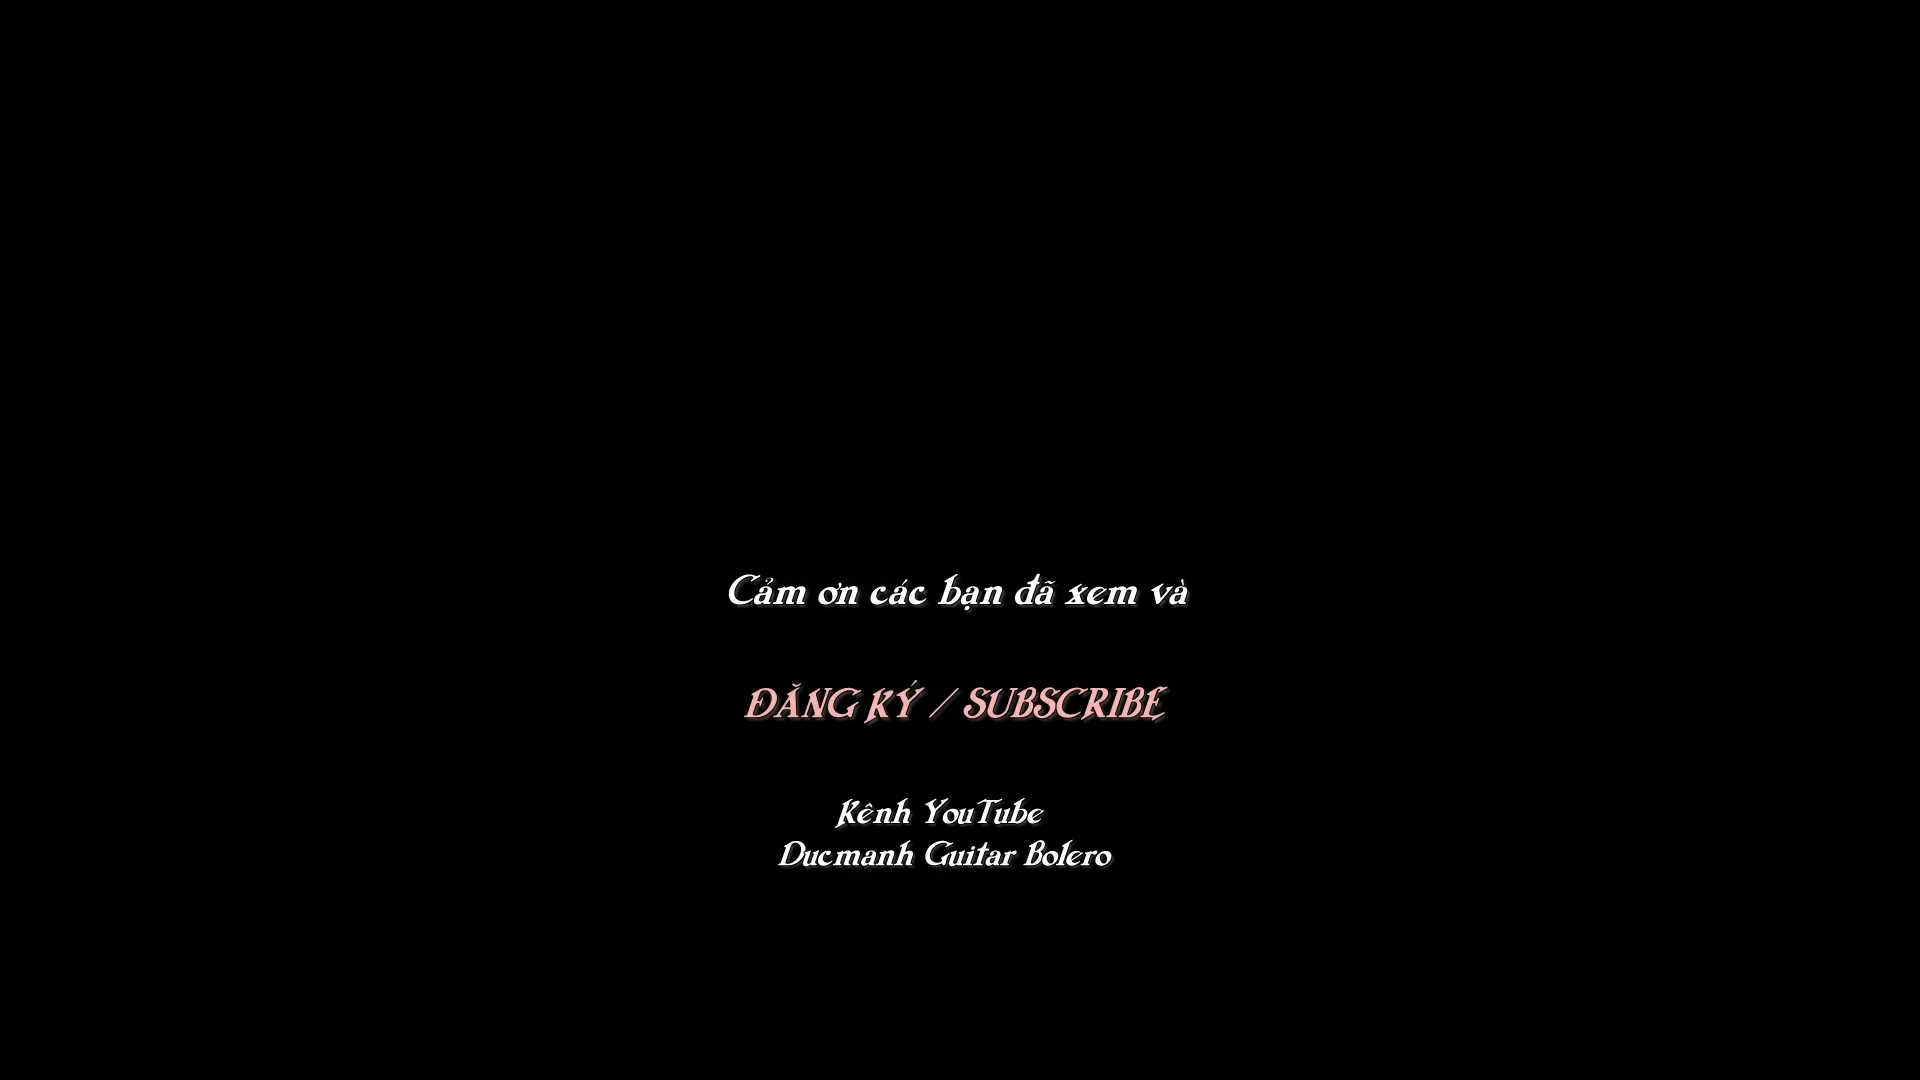 Cảm ơn các bạn đã xem và
ĐĂNG KÝ / SUBSCRIBE
Kênh YouTube
Ducmanh Guitar Bolero